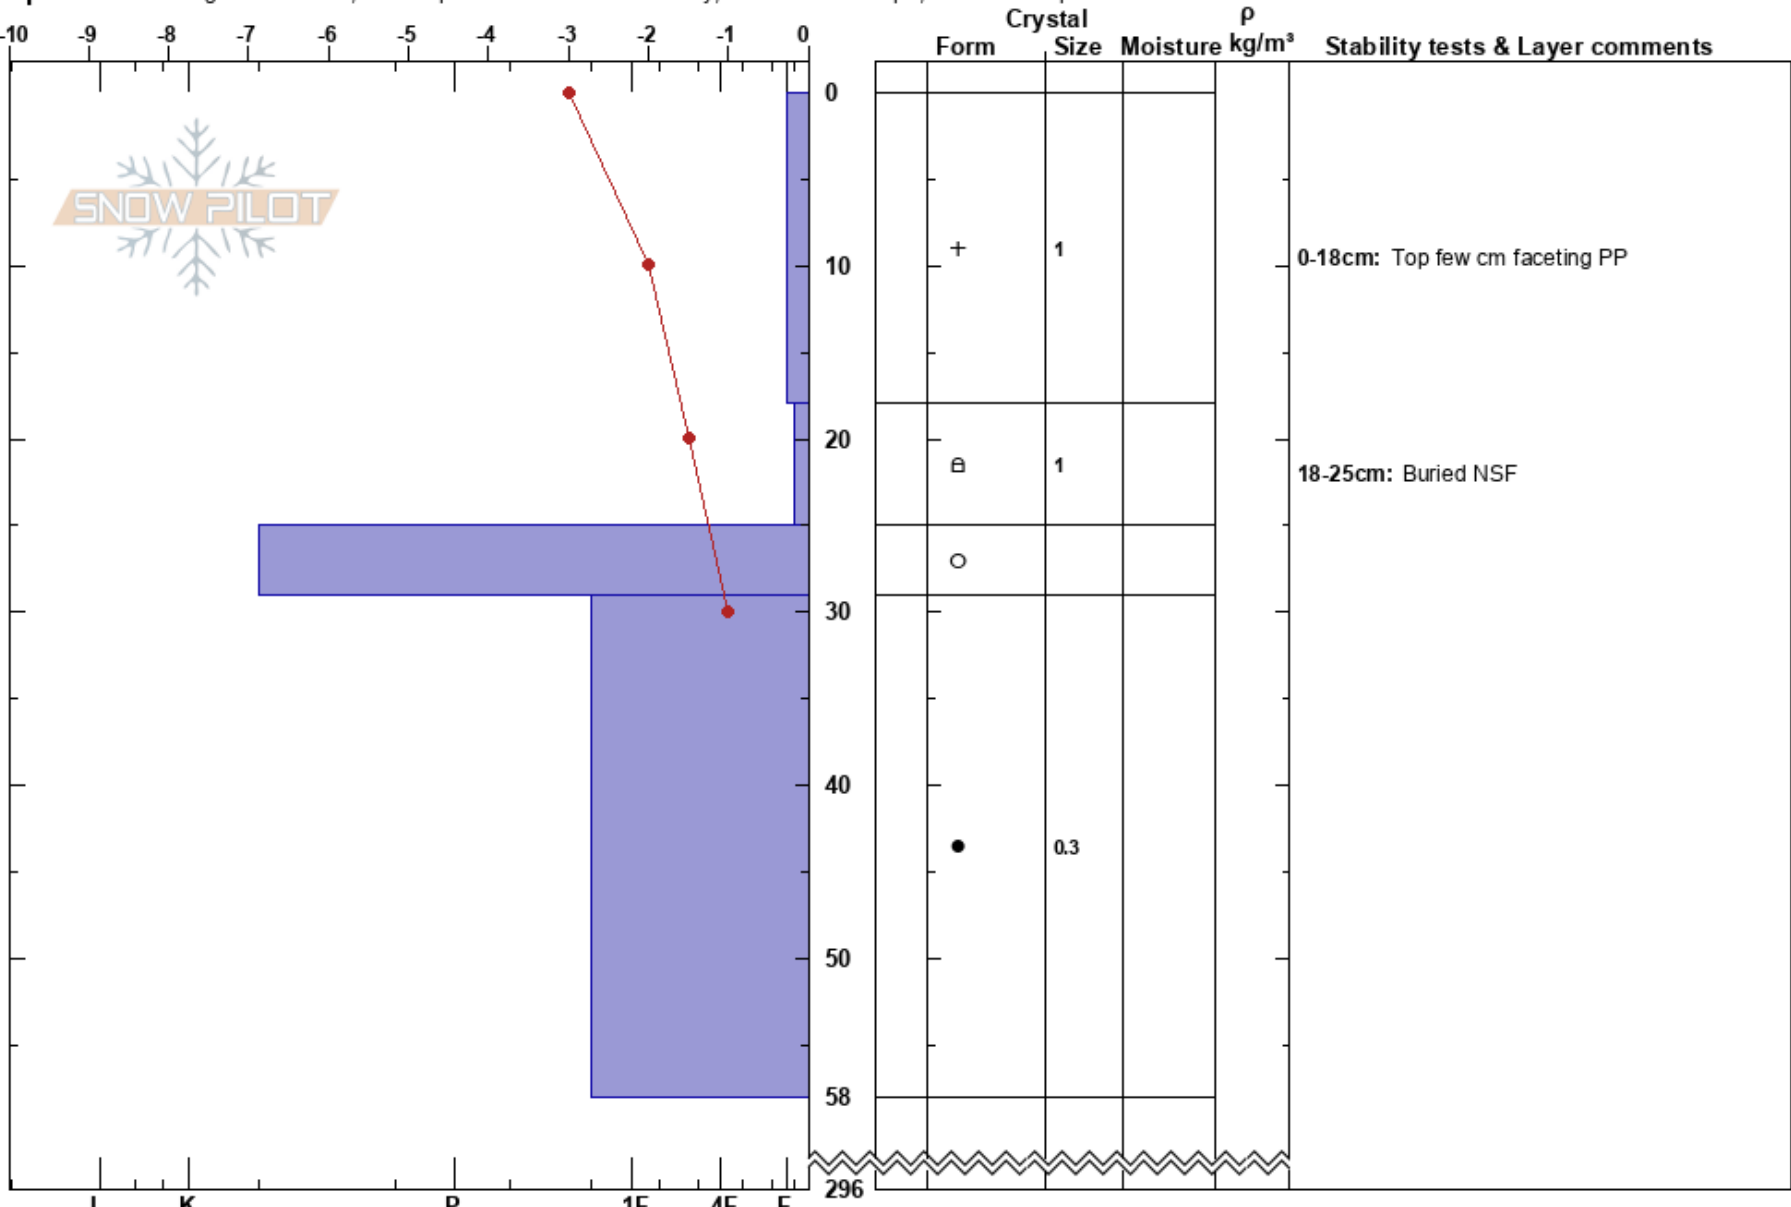 Crystal ρ
-10 -9 -8 -7 -6 -5 -4 -3 -2 -1 0 Form Size Moisture kg/m³ Stability tests & Layer comments
0
SNOW PILOT
10 + 1 0-18cm: Top few cm faceting PP
20
1 18-25cm: Buried NSF
30
40
0.3
50
58
296
I K P 1F 4F F